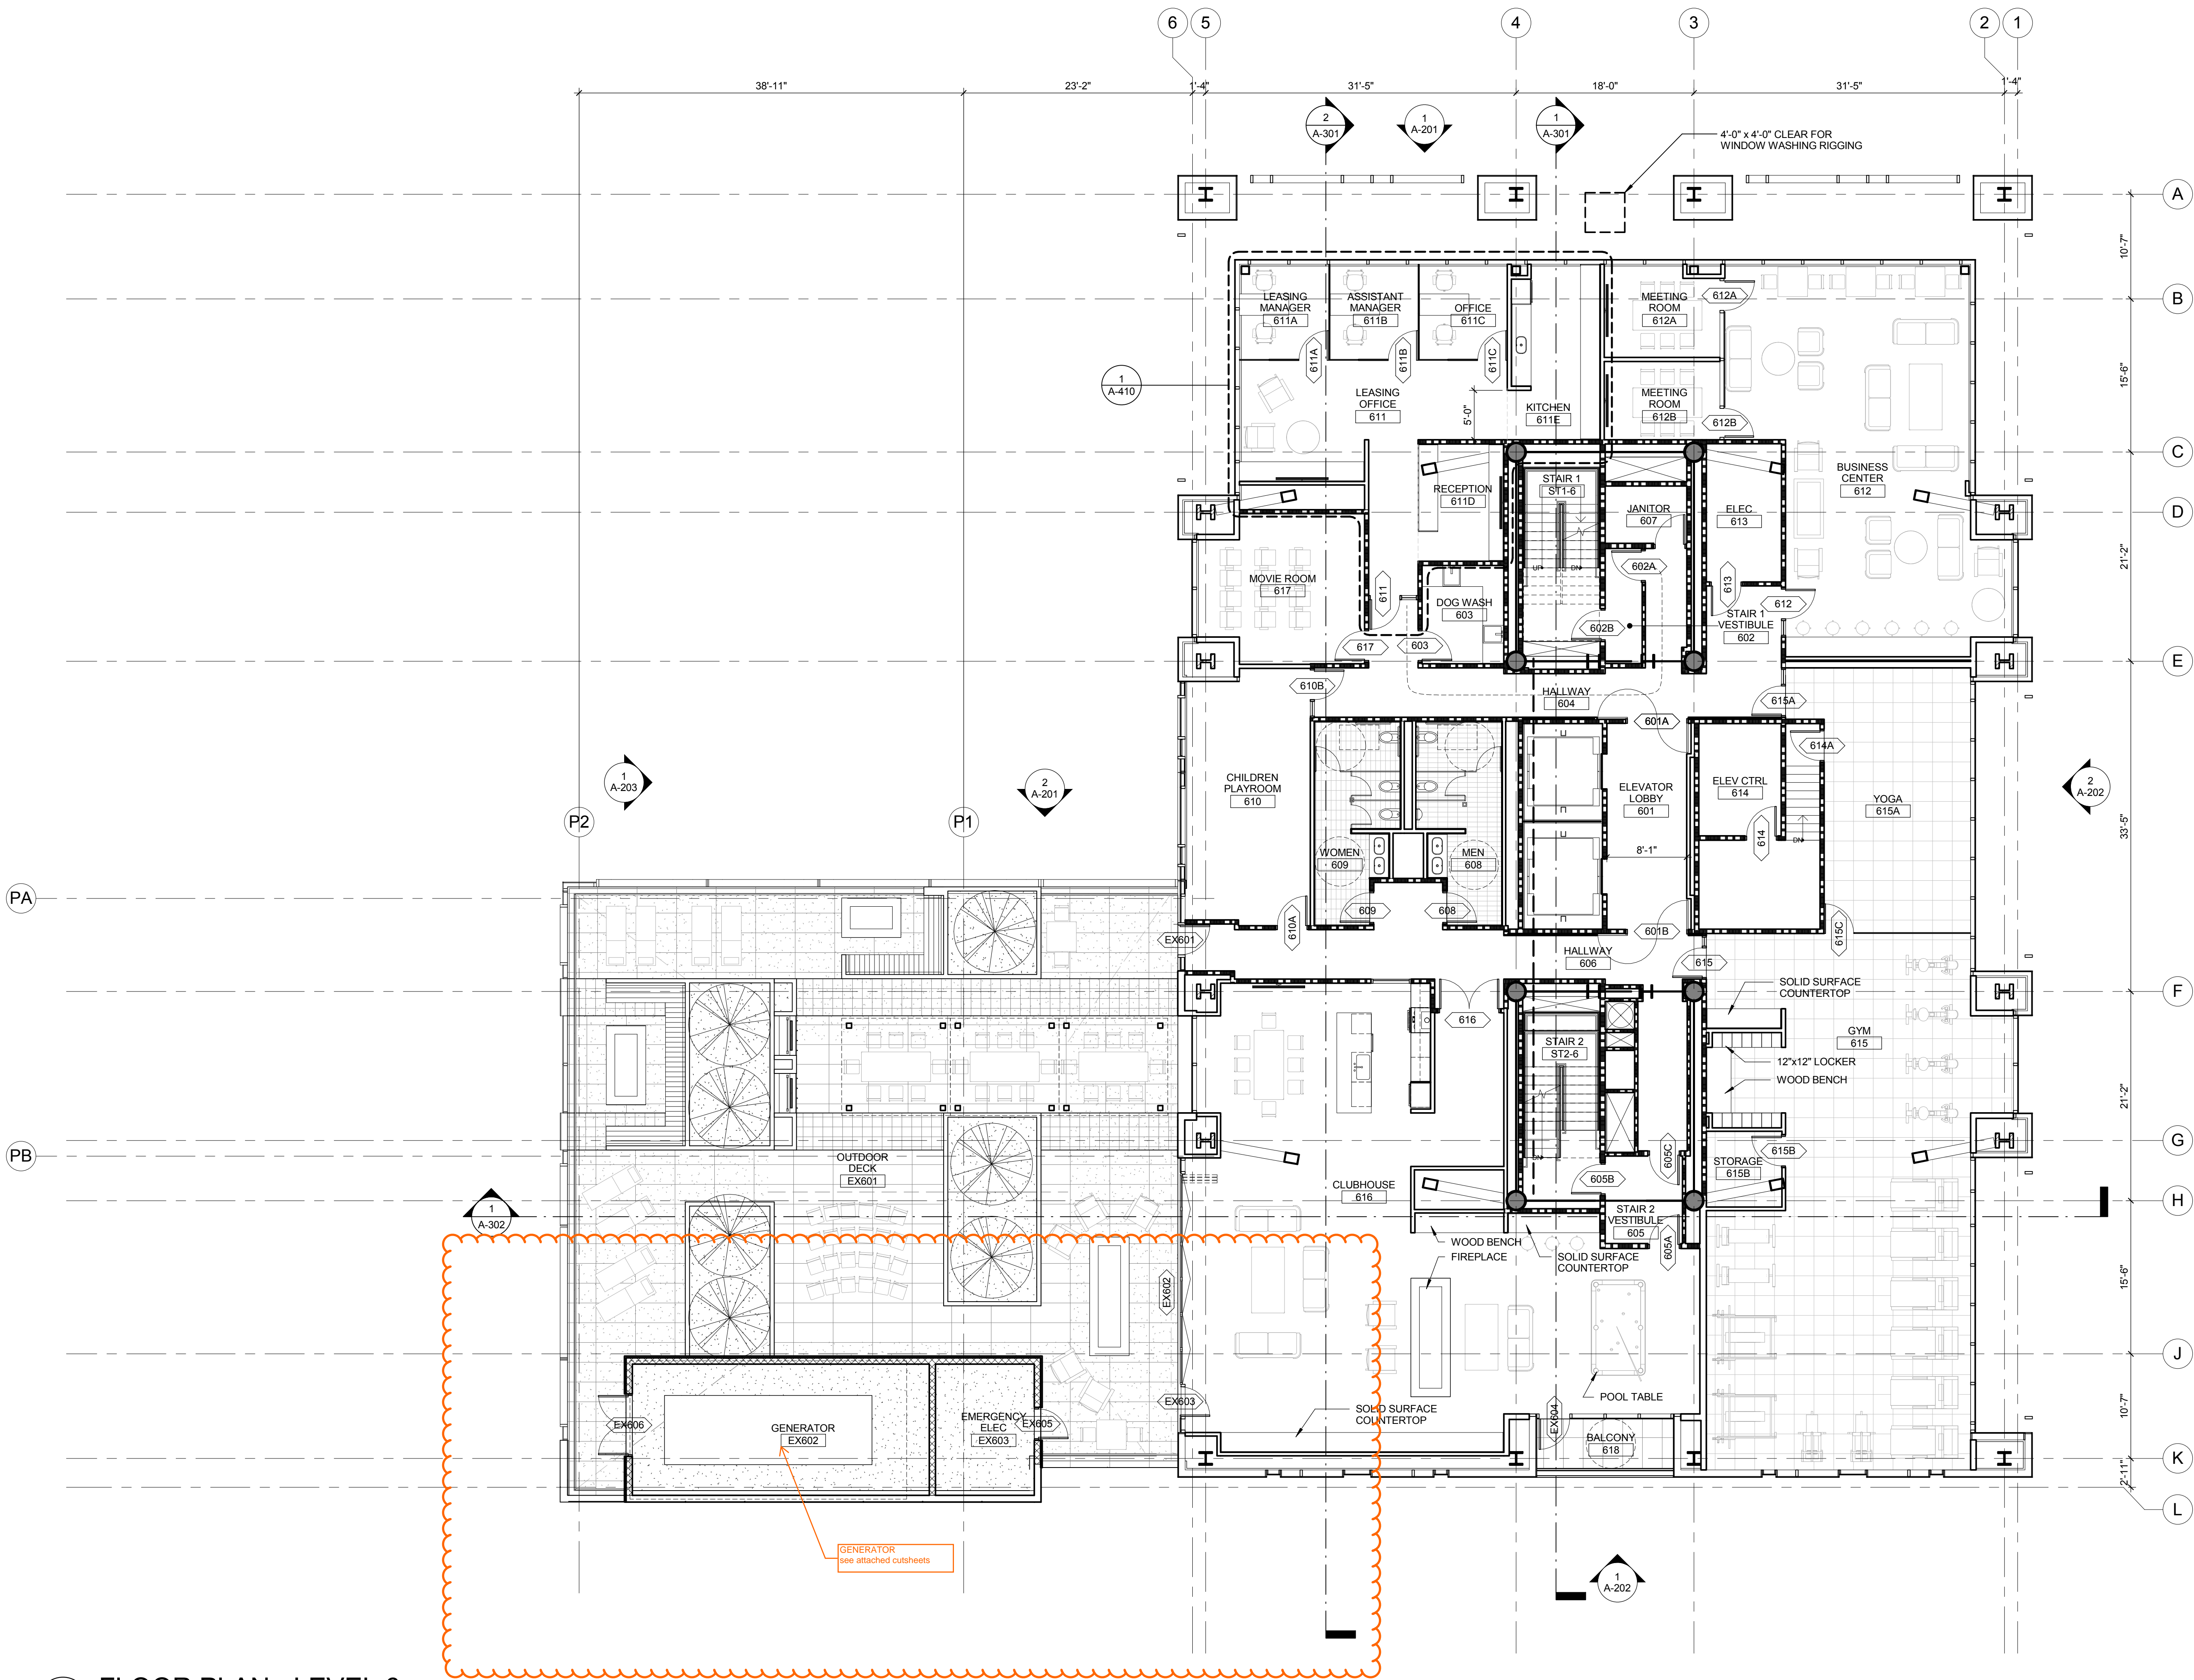 6
5
4
3
2
1
38'-11"
23'-2"
1'-4"
31'-5"
18'-0"
31'-5"
1'-4"
2
A-301
1
A-201
1
A-301
4'-0" x 4'-0" CLEAR FOR
WINDOW WASHING RIGGING
A
10'-7"
B
15'-6"
C
D
21'-2"
E
33'-5"
F
21'-2"
G
H
15'-6"
J
10'-7"
K
2'-11"
L
LEASING
MANAGER
611A
ASSISTANT
MANAGER
611B
OFFICE
611C
611A
611B
611C
MEETING
ROOM
612A
612A
1
A-410
LEASING
OFFICE
611
5'-0"
KITCHEN
611E
MEETING
ROOM
612B
612B
RECEPTION
611D
STAIR 1
ST1-6
UP
DN
JANITOR
607
ELEC
613
BUSINESS
CENTER
612
MOVIE ROOM
617
611
DOG WASH
603
602A
602B
613
612
STAIR 1
VESTIBULE
602
617
603
610B
HALLWAY
604
601A
615A
614A
1
A-203
2
A-201
2
A-202
CHILDREN
PLAYROOM
610
ELEVATOR
LOBBY
601
ELEV CTRL
614
YOGA
615A
P2
P1
614
DN
8'-1"
WOMEN
609
MEN
608
PA
609
608
610A
EX601
601B
615C
HALLWAY
606
615
SOLID SURFACE
COUNTERTOP
616
STAIR 2
ST2-6
DN
GYM
615
12"x12" LOCKER
WOOD BENCH
PB
OUTDOOR
DECK
EX601
605C
615B
STORAGE
615B
605B
CLUBHOUSE
616
1
A-302
STAIR 2
VESTIBULE
605
605A
WOOD BENCH
FIREPLACE
SOLID SURFACE
COUNTERTOP
EX602
POOL TABLE
EX603
SOLID SURFACE
COUNTERTOP
EX604
BALCONY
618
EX606
GENERATOR
EX602
EMERGENCY
ELEC
EX603
EX605
GENERATOR
see attached cutsheets
1
A-202